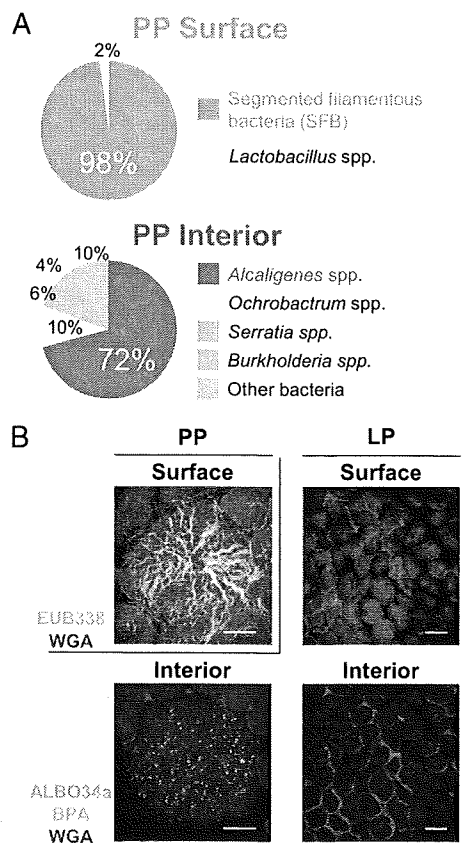 A
PP Surface
2%
98%
Segmented filamentous
bacteria (SFB)
Lactobacillus spp.
PP Interior
10%
4%
6%
10%
72%
Alcaligenes spp.
Ochrobactrum spp.
Serratia spp.
Burkholderia spp.
Other bacteria
B
PP
LP
Surface
Surface
EUB338
WGA
Interior
Interior
ALBO34a
BPA
WGA